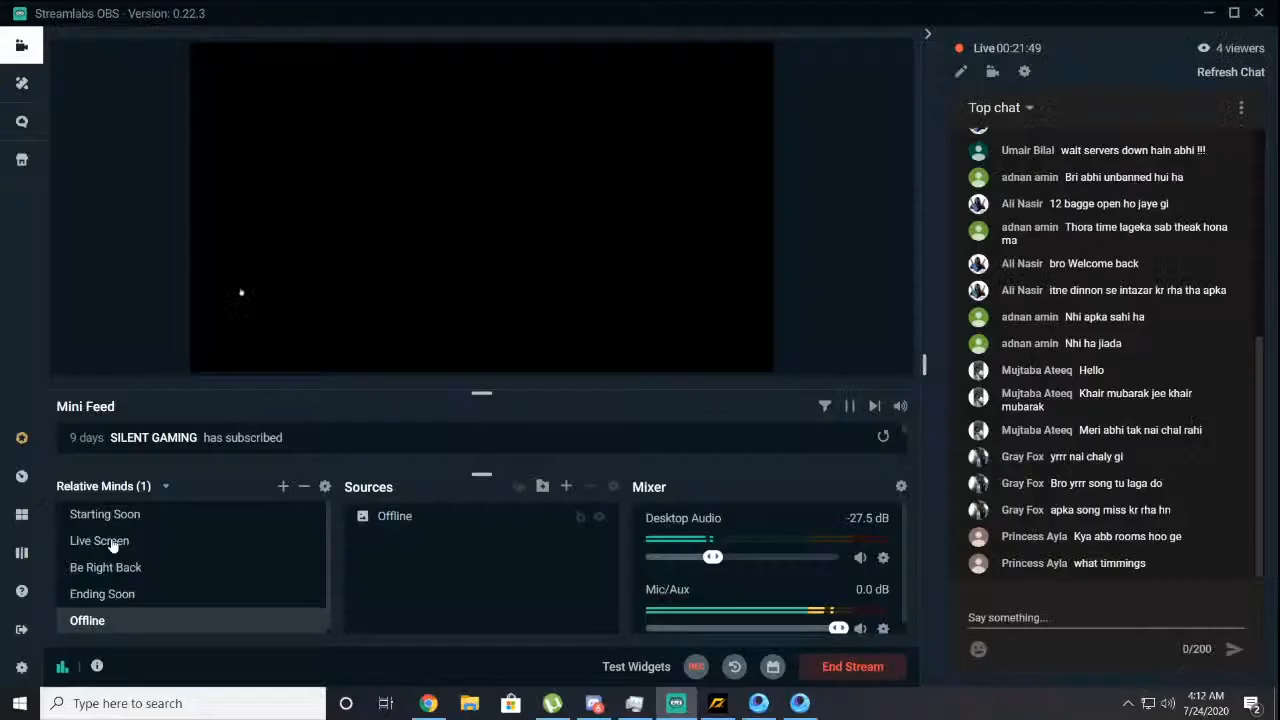 Streamlabs OBS - Version: 0.22.3
Live 00:21:49
4 viewers
Refresh Chat
Top chat
Umair Bilal wait servers down hain abhi !!!
adnan amin Bri abhi unbanned hui ha
Ali Nasir 12 bagge open ho jaye gi
adnan amin Thora time lageka sab theak hona
ma
Ali Nasir bro Welcome back
Ali Nasir itne dinnon se intazar kr rha tha apka
adnan amin Nhi apka sahi ha
adnan amin Nhi ha jiada
Mujtaba Ateeq Hello
Mujtaba Ateeq Khair mubarak jee khair
mubarak
Mujtaba Ateeq Meri abhi tak nai chal rahi
Gray Fox yrrr nai chaly gi
Gray Fox Bro yrrr song tu laga do
Gray Fox apka song miss kr rha hn
Princess Ayla Kya abb rooms hoo ge
Princess Ayla what timmings
Say something....
0/200
Mini Feed
9 days SILENT GAMING has subscribed
Relative Minds (1)
Starting Soon
Live Screen
Be Right Back
Ending Soon
Offline
Sources
Offline
Mixer
Desktop Audio -27.5 dB
Mic/Aux 0.0 dB
Test Widgets
REC
End Stream
Type here to search
4:12 AM
7/24/2020
2